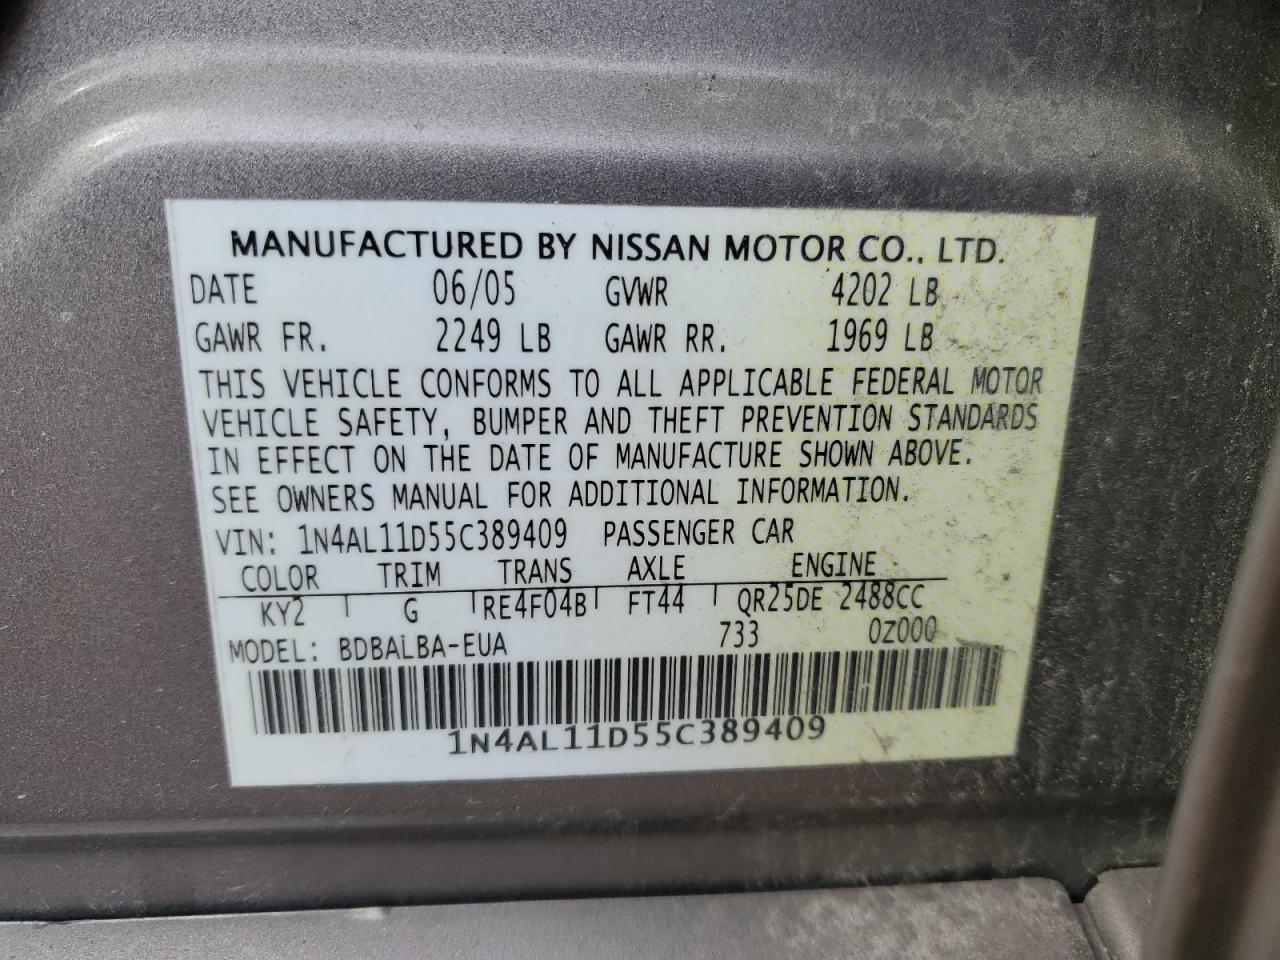 MANUFACTURED BY NISSAN MOTOR CO., LTD.
DATE 06/05 GVWR 4202 LB
GAWR FR. 2249 LB GAWR RR. 1969 LB
THIS VEHICLE CONFORMS TO ALL APPLICABLE FEDERAL MOTOR
VEHICLE SAFETY, BUMPER AND THEFT PREVENTION STANDARDS
IN EFFECT ON THE DATE OF MANUFACTURE SHOWN ABOVE.
SEE OWNERS MANUAL FOR ADDITIONAL INFORMATION.
VIN: 1N4AL11D55C389409 PASSENGER CAR
COLOR TRIM TRANS AXLE ENGINE
KY2 G RE4F04B FT44 QR25DE 2488CC
MODEL: BDBALBA-EUA 733 0Z000
1N4AL11D55C389409